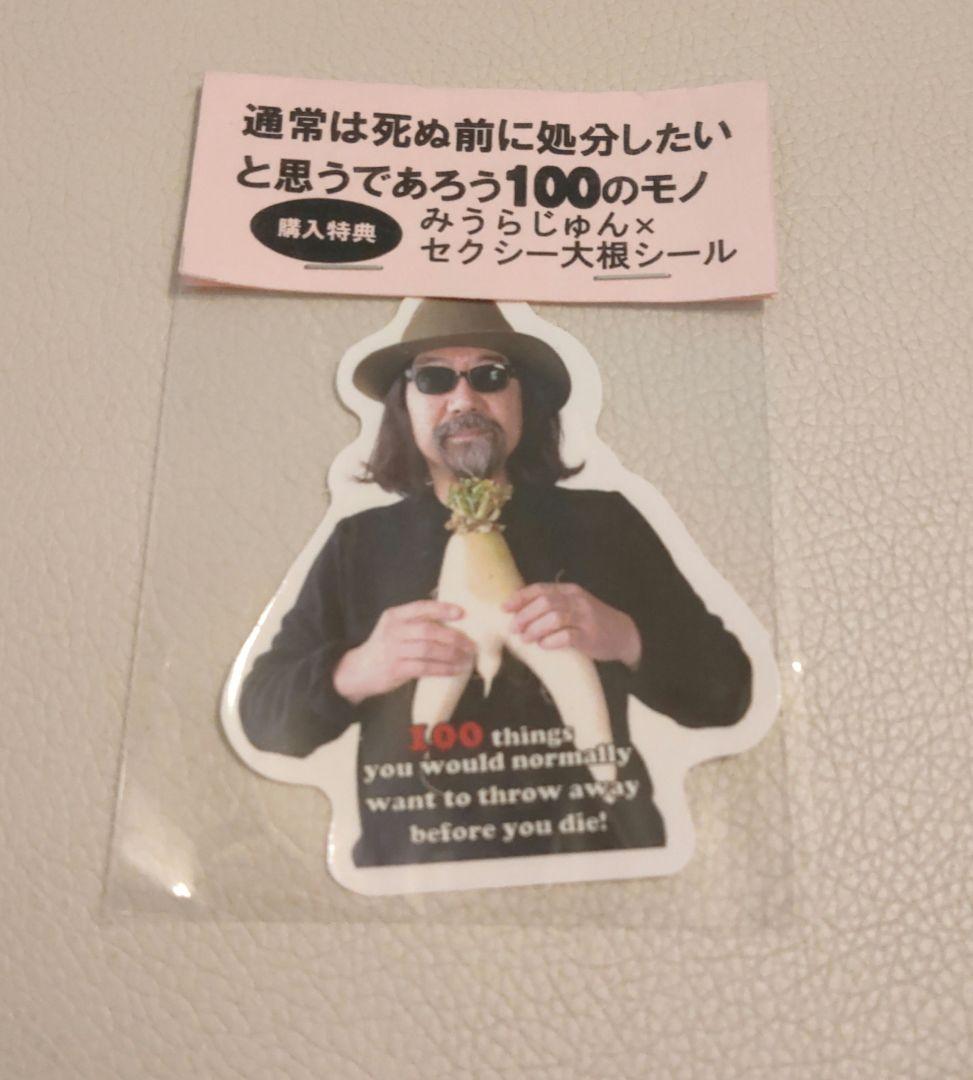 通常は死ぬ前に処分したい
と思うであろう100のモノ
購入特典
みうらじゅん×
セクシー大根シール
100 things
you would normally
want to throw away
before you die!